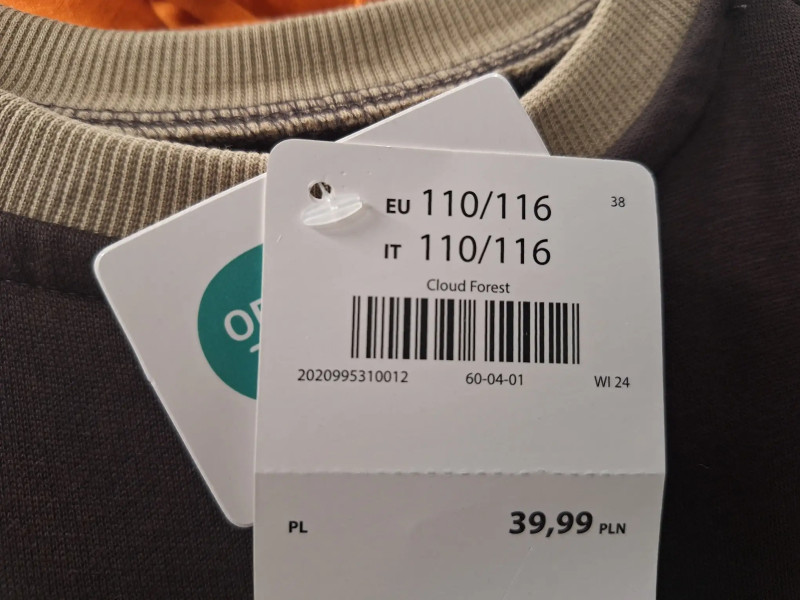 EU 110/116 38
IT 110/116
Cloud Forest
2020995310012 60-04-01 WI 24
PL 39,99 PLN